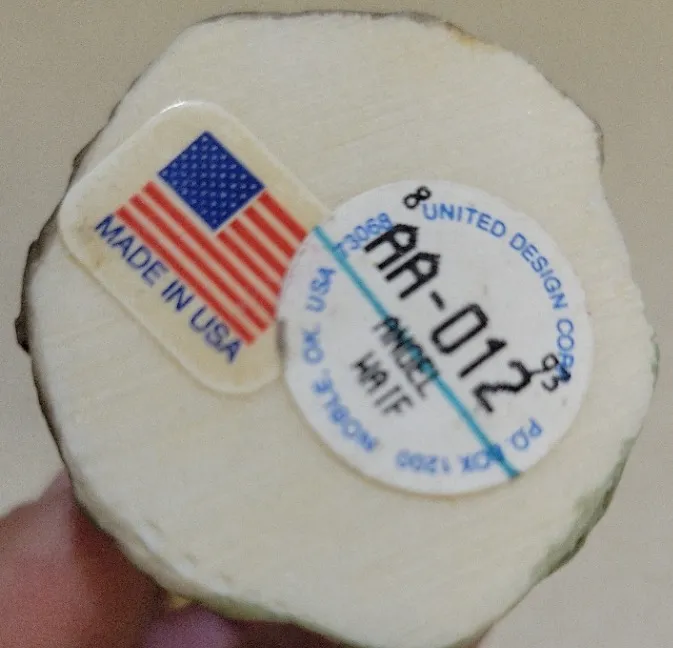 MADE IN USA
8
UNITED DESIGN CORP.
P.O. BOX 1200 NOBLE, OK. USA 73068
AA-012
93
ANGEL
WAIF